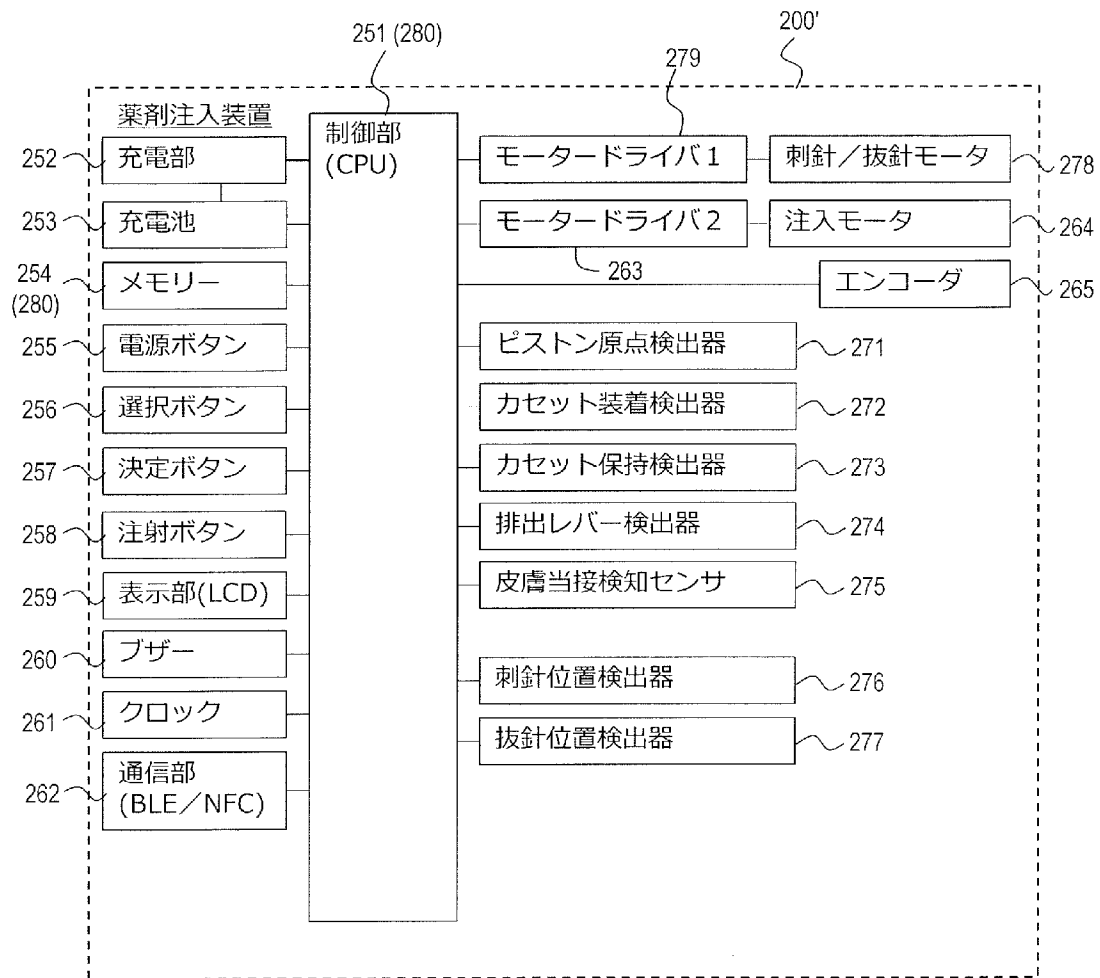 251 (280)
200'
279
薬剤注入装置
制御部
(CPU)
252
充電部
モータードライバ1
刺針／抜針モータ
278
253
充電池
モータードライバ2
注入モータ
264
263
254
(280)
メモリー
エンコーダ
265
255
電源ボタン
ピストン原点検出器
271
256
選択ボタン
カセット装着検出器
272
257
決定ボタン
カセット保持検出器
273
258
注射ボタン
排出レバー検出器
274
259
表示部(LCD)
皮膚当接検知センサ
275
260
ブザー
刺針位置検出器
276
261
クロック
抜針位置検出器
277
262
通信部
(BLE／NFC)